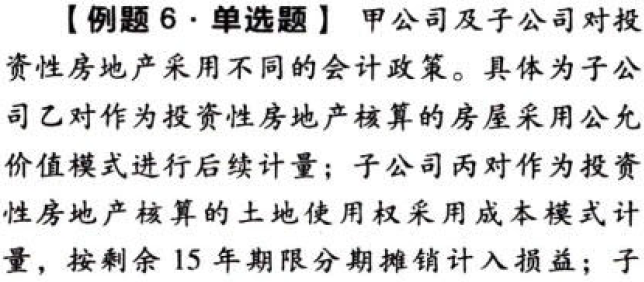 【例题6·单选题】 甲公司及子公司对投
资性房地产采用不同的会计政策。具体为子公
司乙对作为投资性房地产核算的房屋采用公允
价值模式进行后续计量；子公司丙对作为投资
性房地产核算的土地使用权采用成本模式计
量，按剩余 15 年期限分期摊销计入损益；子